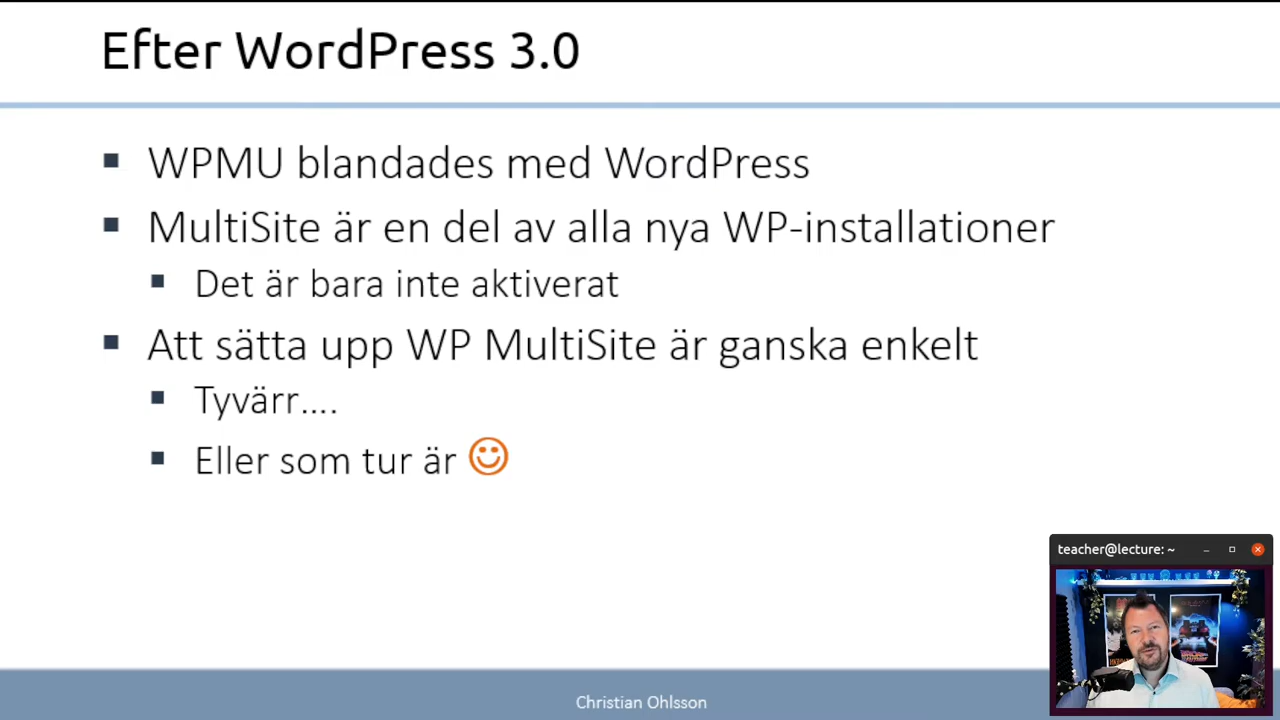 Efter WordPress 3.0
WPMU blandades med WordPress
MultiSite är en del av alla nya WP-installationer
Det är bara inte aktiverat
Att sätta upp WP MultiSite är ganska enkelt
Tyvärr....
Eller som tur är
teacher@lecture: ~
Christian Ohlsson